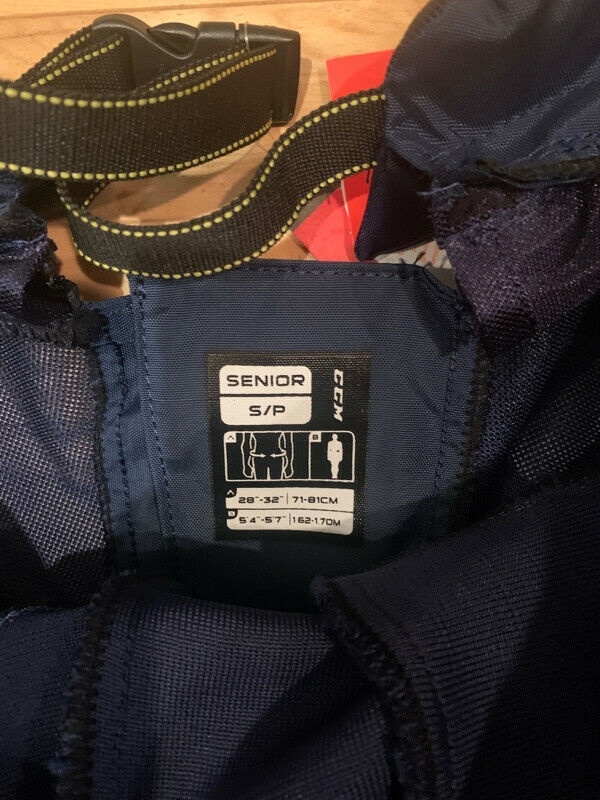 SENIOR
S/P
CCM
A
B
A 28"-32" | 71-81CM
B 5'4"-5'7" | 1.62-1.70M